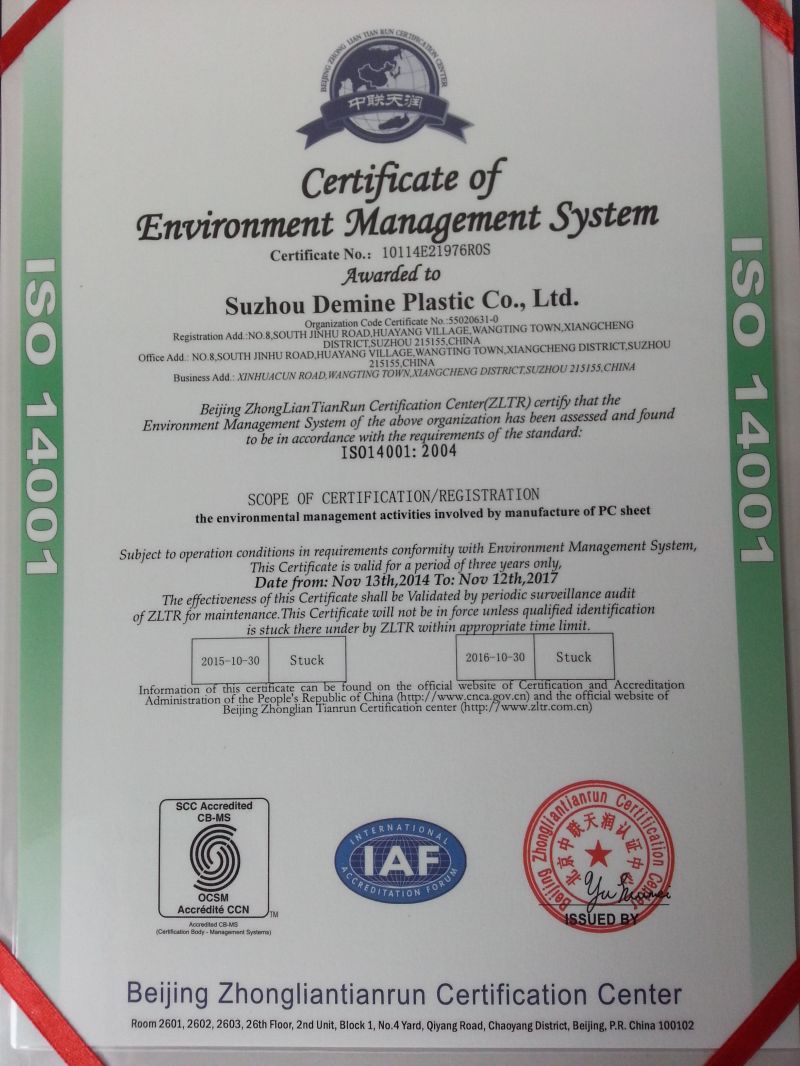 BEIJING ZHONG LIAN TIAN RUN CERTIFICATION CENTER
中联天润
Certificate of
Environment Management System
Certificate No.: 10114E21976R0S
Awarded to
Suzhou Demine Plastic Co., Ltd.
Organization Code Certificate No.:55020631-0
Registration Add.:NO.8,SOUTH JINHU ROAD,HUAYANG VILLAGE,WANGTING TOWN,XIANGCHENG
DISTRICT,SUZHOU 215155,CHINA
Office Add.: NO.8,SOUTH JINHU ROAD,HUAYANG VILLAGE,WANGTING TOWN,XIANGCHENG DISTRICT,SUZHOU
215155,CHINA
Business Add.: XINHUACUN ROAD,WANGTING TOWN,XIANGCHENG DISTRICT,SUZHOU 215155,CHINA
Beijing ZhongLianTianRun Certification Center(ZLTR) certify that the
Environment Management System of the above organization has been assessed and found
to be in accordance with the requirements of the standard:
ISO14001: 2004
SCOPE OF CERTIFICATION/REGISTRATION
the environmental management activities involved by manufacture of PC sheet
Subject to operation conditions in requirements conformity with Environment Management System,
This Certificate is valid for a period of three years only,
Date from: Nov 13th,2014 To: Nov 12th,2017
The effectiveness of this Certificate shall be Validated by periodic surveillance audit
of ZLTR for maintenance.This Certificate will not be in force unless qualified identification
is stuck there under by ZLTR within appropriate time limit.
2015-10-30 Stuck 2016-10-30 Stuck
Information of this certificate can be found on the official website of Certification and Accreditation
Administration of the People's Republic of China (http://www.cnca.gov.cn) and the official website of
Beijing Zhonglian Tianrun Certification center (http://www.zltr.com.cn)
ISO 14001
ISO 14001
SCC Accredited
CB-MS
OCSM
Accrédité CCN
TM
Accredited CB-MS
(Certification Body - Management Systems)
INTERNATIONAL
IAF
ACCREDITATION FORUM
Beijing Zhongliantianrun Certification Center
北京中联天润认证中心
ISSUED BY
Beijing Zhongliantianrun Certification Center
Room 2601, 2602, 2603, 26th Floor, 2nd Unit, Block 1, No.4 Yard, Qiyang Road, Chaoyang District, Beijing, P.R. China 100102